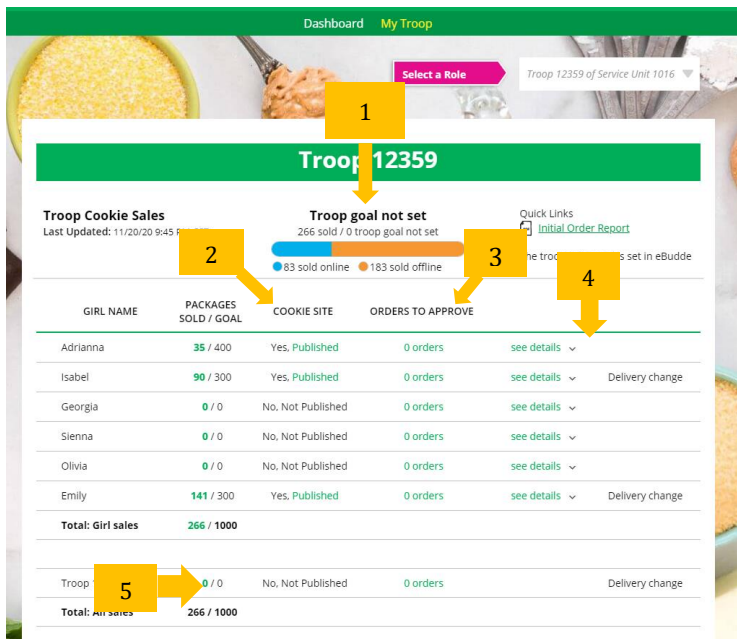 Dashboard My Troop
Select a Role
Troop 12359 of Service Unit 1016
1
Troop 12359
Troop Cookie Sales
Last Updated: 11/20/20 9:45
Troop goal not set
266 sold / 0 troop goal not set
83 sold online 183 sold offline
Quick Links
Initial Order Report
set in eBudde
2
3
4
GIRL NAME PACKAGES SOLD / GOAL COOKIE SITE ORDERS TO APPROVE
Adrianna 35 / 400 Yes, Published 0 orders see details
Isabel 90 / 300 Yes, Published 0 orders see details Delivery change
Georgia 0 / 0 No, Not Published 0 orders see details
Sienna 0 / 0 No, Not Published 0 orders see details
Olivia 0 / 0 No, Not Published 0 orders see details
Emily 141 / 300 Yes, Published 0 orders see details Delivery change
Total: Girl sales 266 / 1000
Troop 0 / 0 No, Not Published 0 orders Delivery change
5
Total: All sales 266 / 1000